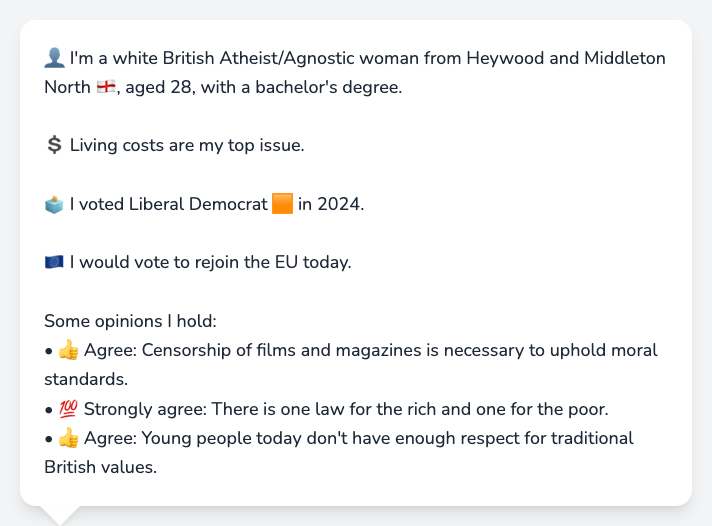 👤 I'm a white British Atheist/Agnostic woman from Heywood and Middleton
North 🏴󠁧󠁢󠁥󠁮󠁧󠁿, aged 28, with a bachelor's degree.
💲 Living costs are my top issue.
🗳️ I voted Liberal Democrat 🟧 in 2024.
🇪🇺 I would vote to rejoin the EU today.
Some opinions I hold:
• 👍 Agree: Censorship of films and magazines is necessary to uphold moral
standards.
• 💯 Strongly agree: There is one law for the rich and one for the poor.
• 👍 Agree: Young people today don't have enough respect for traditional
British values.